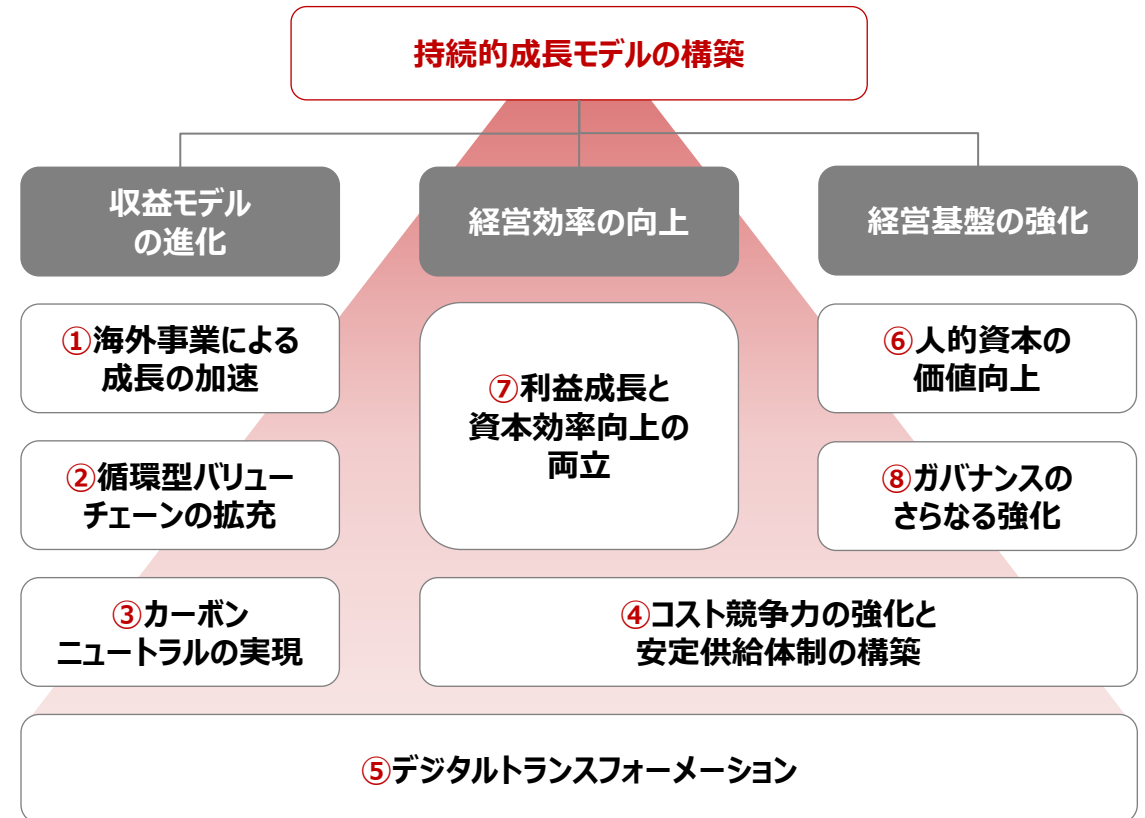 持続的成長モデルの構築
収益モデル
の進化
経営効率の向上
経営基盤の強化
①海外事業による
成長の加速
②循環型バリュー
チェーンの拡充
③カーボン
ニュートラルの実現
⑦利益成長と
資本効率向上の
両立
⑥人的資本の
価値向上
⑧ガバナンスの
さらなる強化
④コスト競争力の強化と
安定供給体制の構築
⑤デジタルトランスフォーメーション